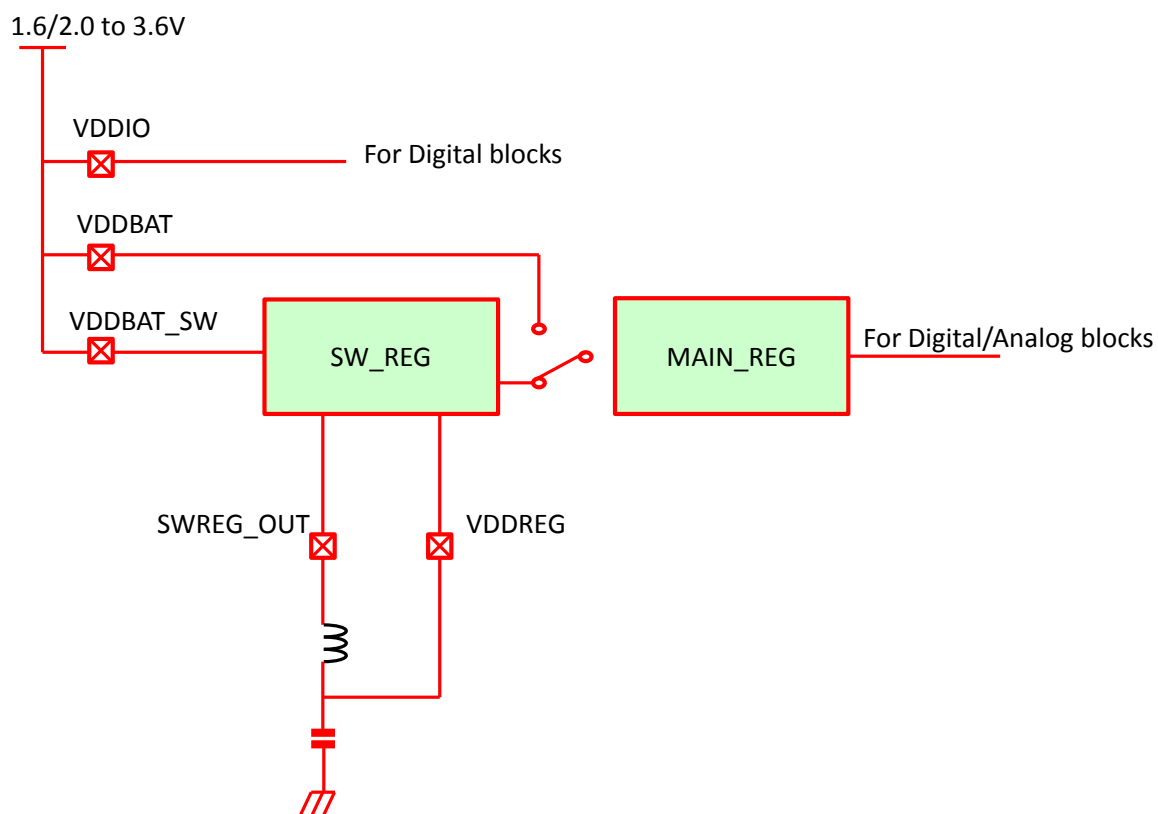 1.6/2.0 to 3.6V
VDDIO
For Digital blocks
VDDBAT
VDDBAT_SW
SW_REG
MAIN_REG
For Digital/Analog blocks
SWREG_OUT
VDDREG